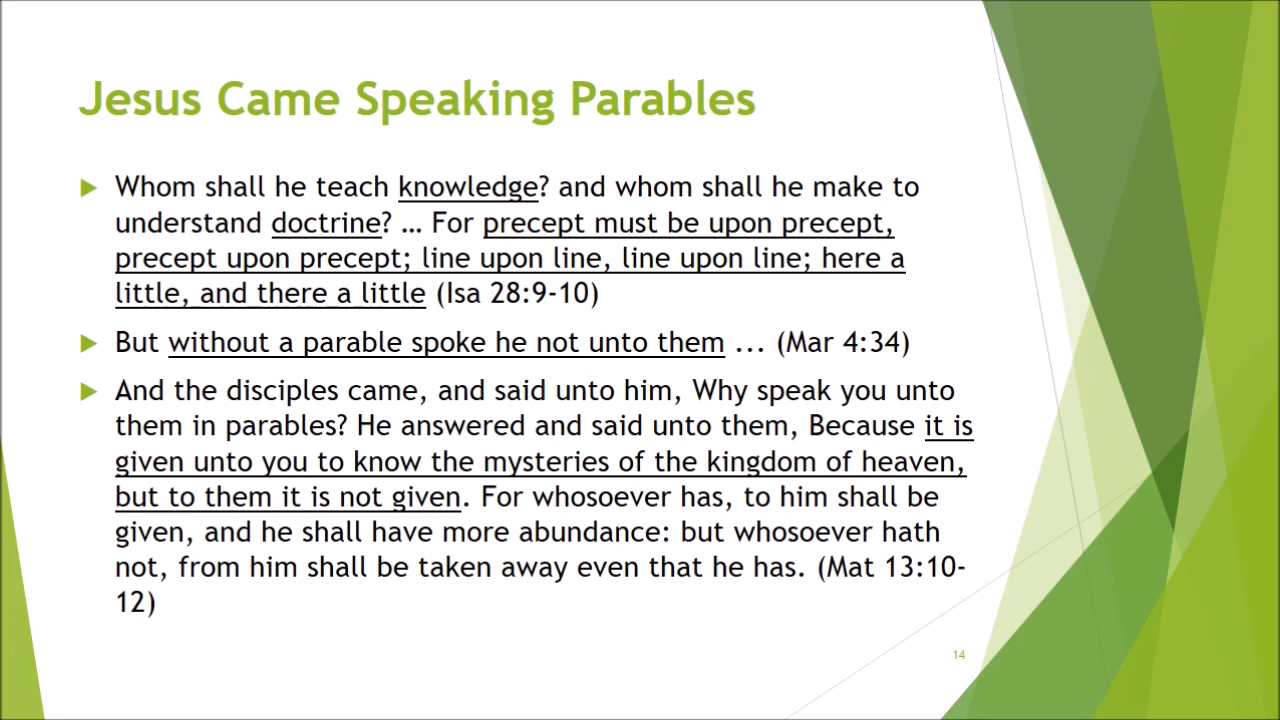 Jesus Came Speaking Parables
Whom shall he teach knowledge? and whom shall he make to
understand doctrine? … For precept must be upon precept,
precept upon precept; line upon line, line upon line; here a
little, and there a little (Isa 28:9-10)
But without a parable spoke he not unto them ... (Mar 4:34)
And the disciples came, and said unto him, Why speak you unto
them in parables? He answered and said unto them, Because it is
given unto you to know the mysteries of the kingdom of heaven,
but to them it is not given. For whosoever has, to him shall be
given, and he shall have more abundance: but whosoever hath
not, from him shall be taken away even that he has. (Mat 13:10-
12)
14